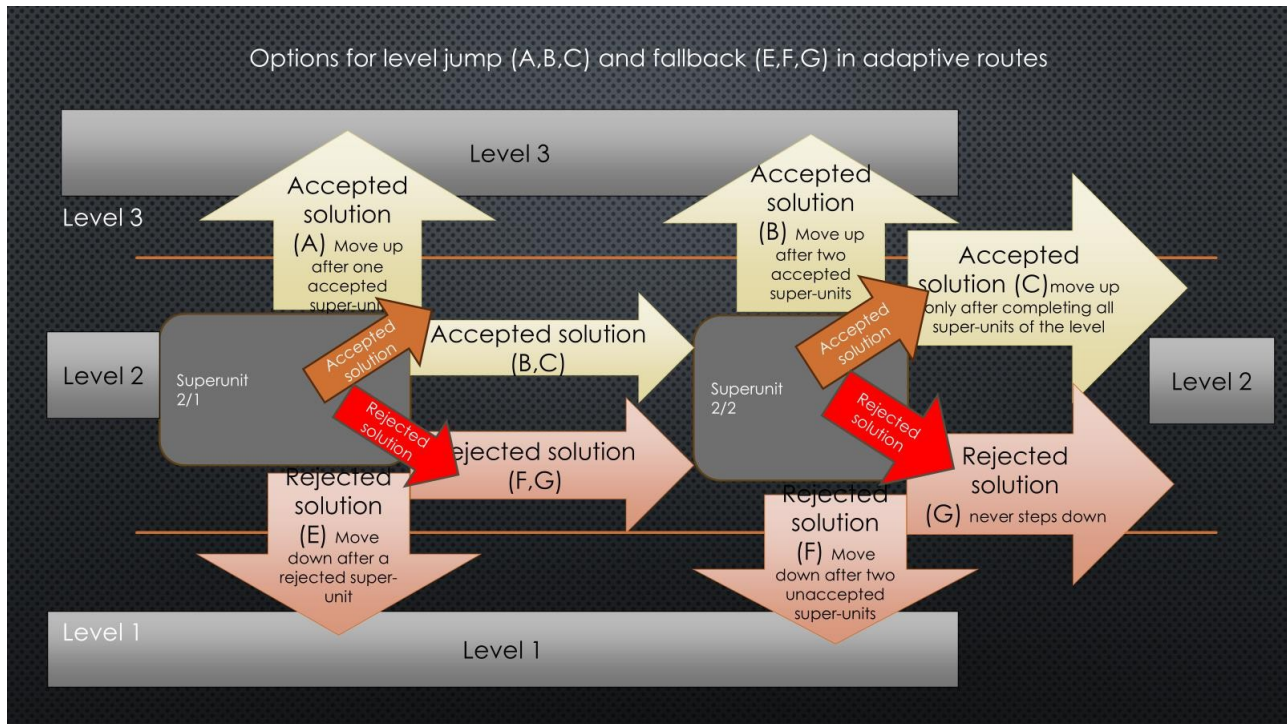 Options for level jump (A,B,C) and fallback (E,F,G) in adaptive routes
Level 3
Level 3
Accepted
solution
(A) Move up
after one
accepted
super-unit
Accepted
solution
(B) Move up
after two
accepted
super-units
Accepted
solution (C) move up
only after completing all
super-units of the level
Level 2
Superunit
2/1
Accepted
solution
Rejected
solution
Accepted solution
(B,C)
Rejected solution
(F,G)
Superunit
2/2
Accepted
solution
Rejected
solution
Level 2
Rejected
solution
(E) Move
down after a
rejected super-
unit
Rejected
solution
(F) Move
down after two
unaccepted
super-units
Rejected
solution
(G) never steps down
Level 1
Level 1